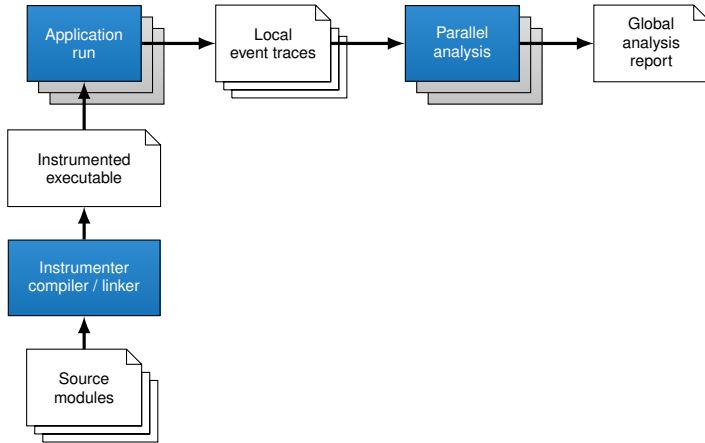 Application
run
Local
event traces
Parallel
analysis
Global
analysis
report
Instrumented
executable
Instrumenter
compiler / linker
Source
modules